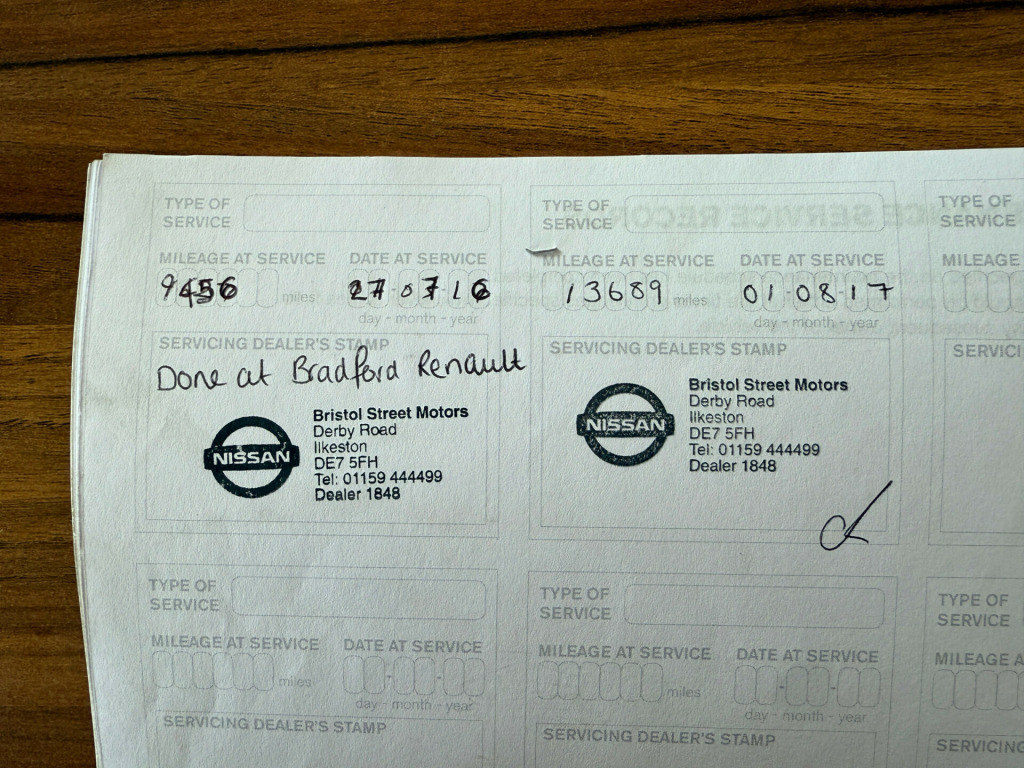 TYPE OF
SERVICE
MILEAGE AT SERVICE DATE AT SERVICE
9456 miles 27-07-16
day - month - year
SERVICING DEALER'S STAMP
Done at Bradford Renault
NISSAN
Bristol Street Motors
Derby Road
Ilkeston
DE7 5FH
Tel: 01159 444499
Dealer 1848
TYPE OF
SERVICE
MILEAGE AT SERVICE DATE AT SERVICE
13689 miles 01-08-17
day - month - year
SERVICING DEALER'S STAMP
NISSAN
Bristol Street Motors
Derby Road
Ilkeston
DE7 5FH
Tel: 01159 444499
Dealer 1848
TYPE OF
SERVICE
MILEAGE
SERVICI
TYPE OF
SERVICE
MILEAGE AT SERVICE DATE AT SERVICE
miles
day - month - year
SERVICING DEALER'S STAMP
TYPE OF
SERVICE
MILEAGE AT SERVICE DATE AT SERVICE
miles
day - month - year
SERVICING DEALER'S STAMP
TYPE OF
SERVICE
MILEAGE A
SERVICING